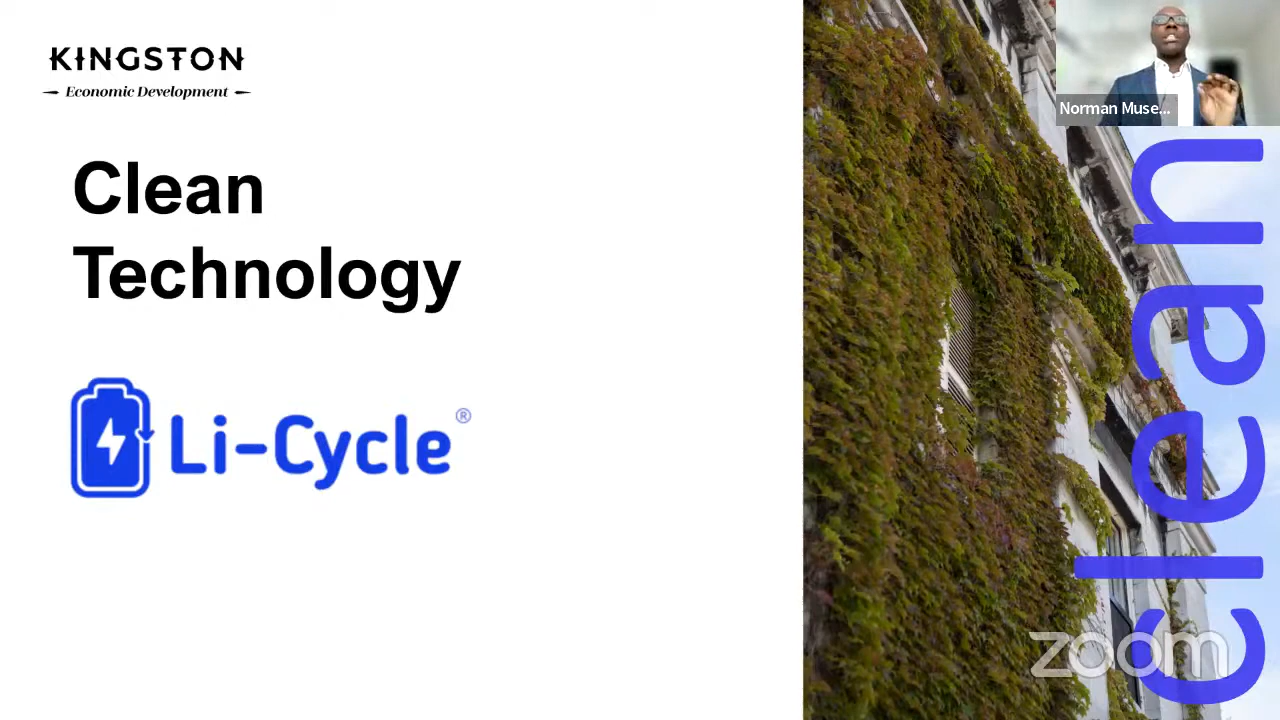 KINGSTON
Economic Development
Clean
Technology
Li-Cycle®
Norman Muse...
clean
zoom